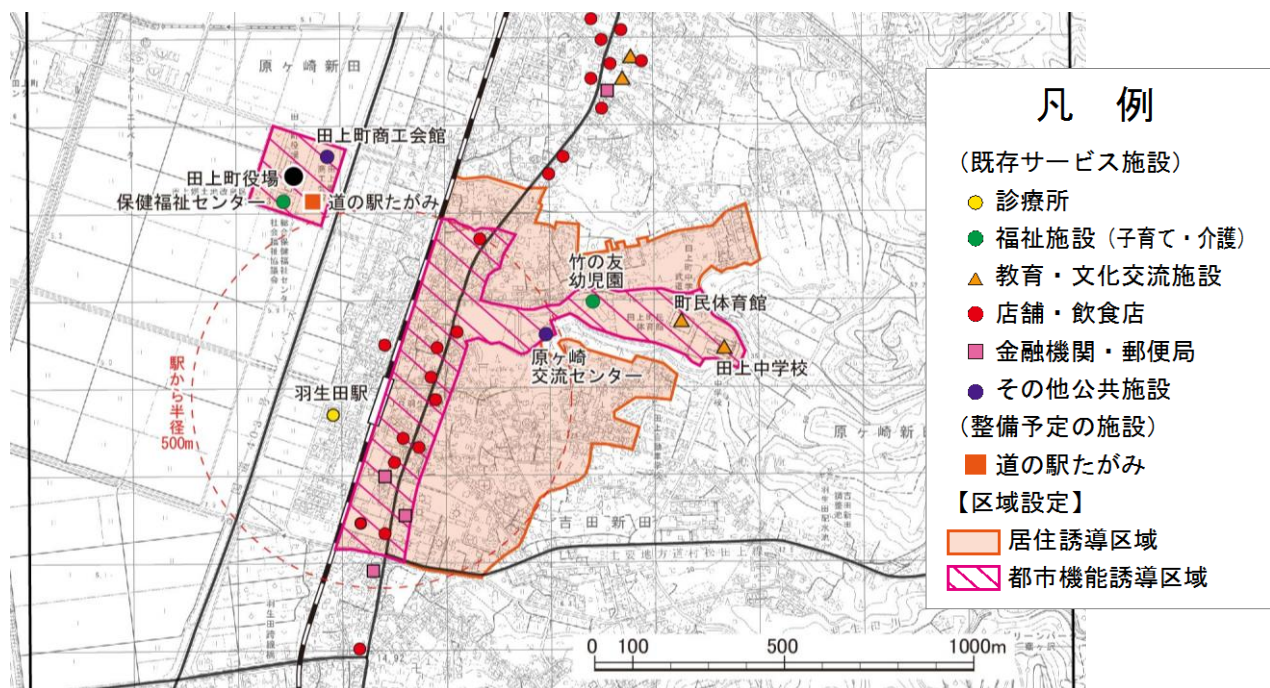 原ヶ崎新田
田上町商工会館
田上町役場
保健福祉センター
道の駅たがみ
竹の友
幼児園
町民体育館
田上中学校
原ヶ崎
交流センター
羽生田駅
駅から半径
500m
原ヶ崎新田
吉田新田
羽生田跨線橋
14.92
0 100 500 1000m
凡 例
(既存サービス施設)
診療所
福祉施設(子育て・介護)
教育・文化交流施設
店舗・飲食店
金融機関・郵便局
その他公共施設
(整備予定の施設)
道の駅たがみ
【区域設定】
居住誘導区域
都市機能誘導区域